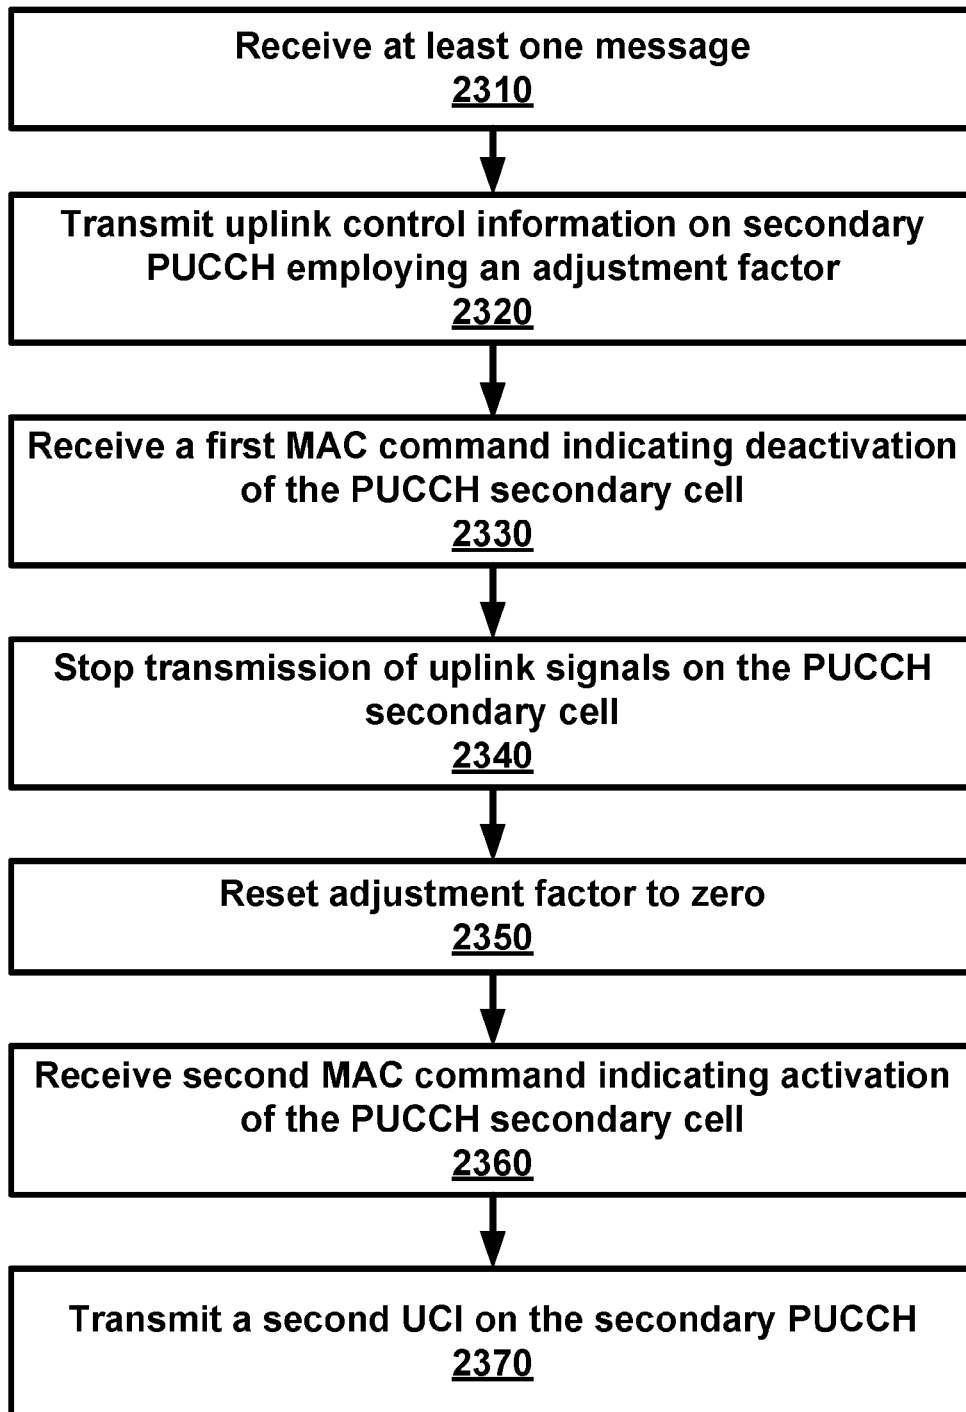 Receive at least one message
2310
Transmit uplink control information on secondary
PUCCH employing an adjustment factor
2320
Receive a first MAC command indicating deactivation
of the PUCCH secondary cell
2330
Stop transmission of uplink signals on the PUCCH
secondary cell
2340
Reset adjustment factor to zero
2350
Receive second MAC command indicating activation
of the PUCCH secondary cell
2360
Transmit a second UCI on the secondary PUCCH
2370